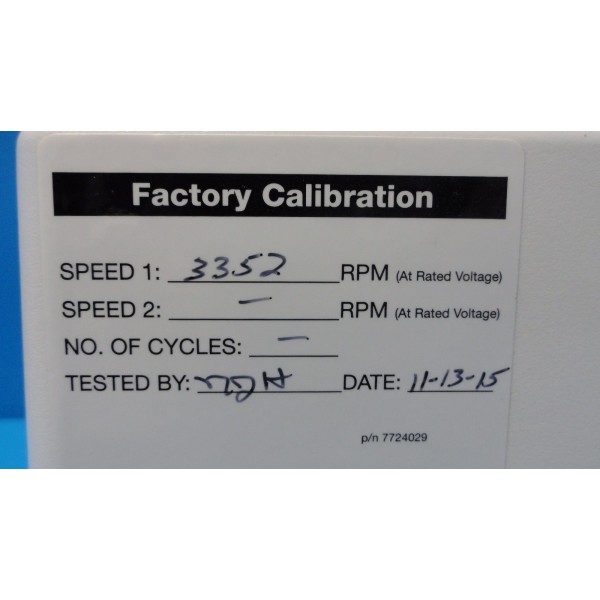 Factory Calibration
SPEED 1: 3352 RPM (At Rated Voltage)
SPEED 2: - RPM (At Rated Voltage)
NO. OF CYCLES: -
TESTED BY: DATE: 11-13-15
p/n 7724029